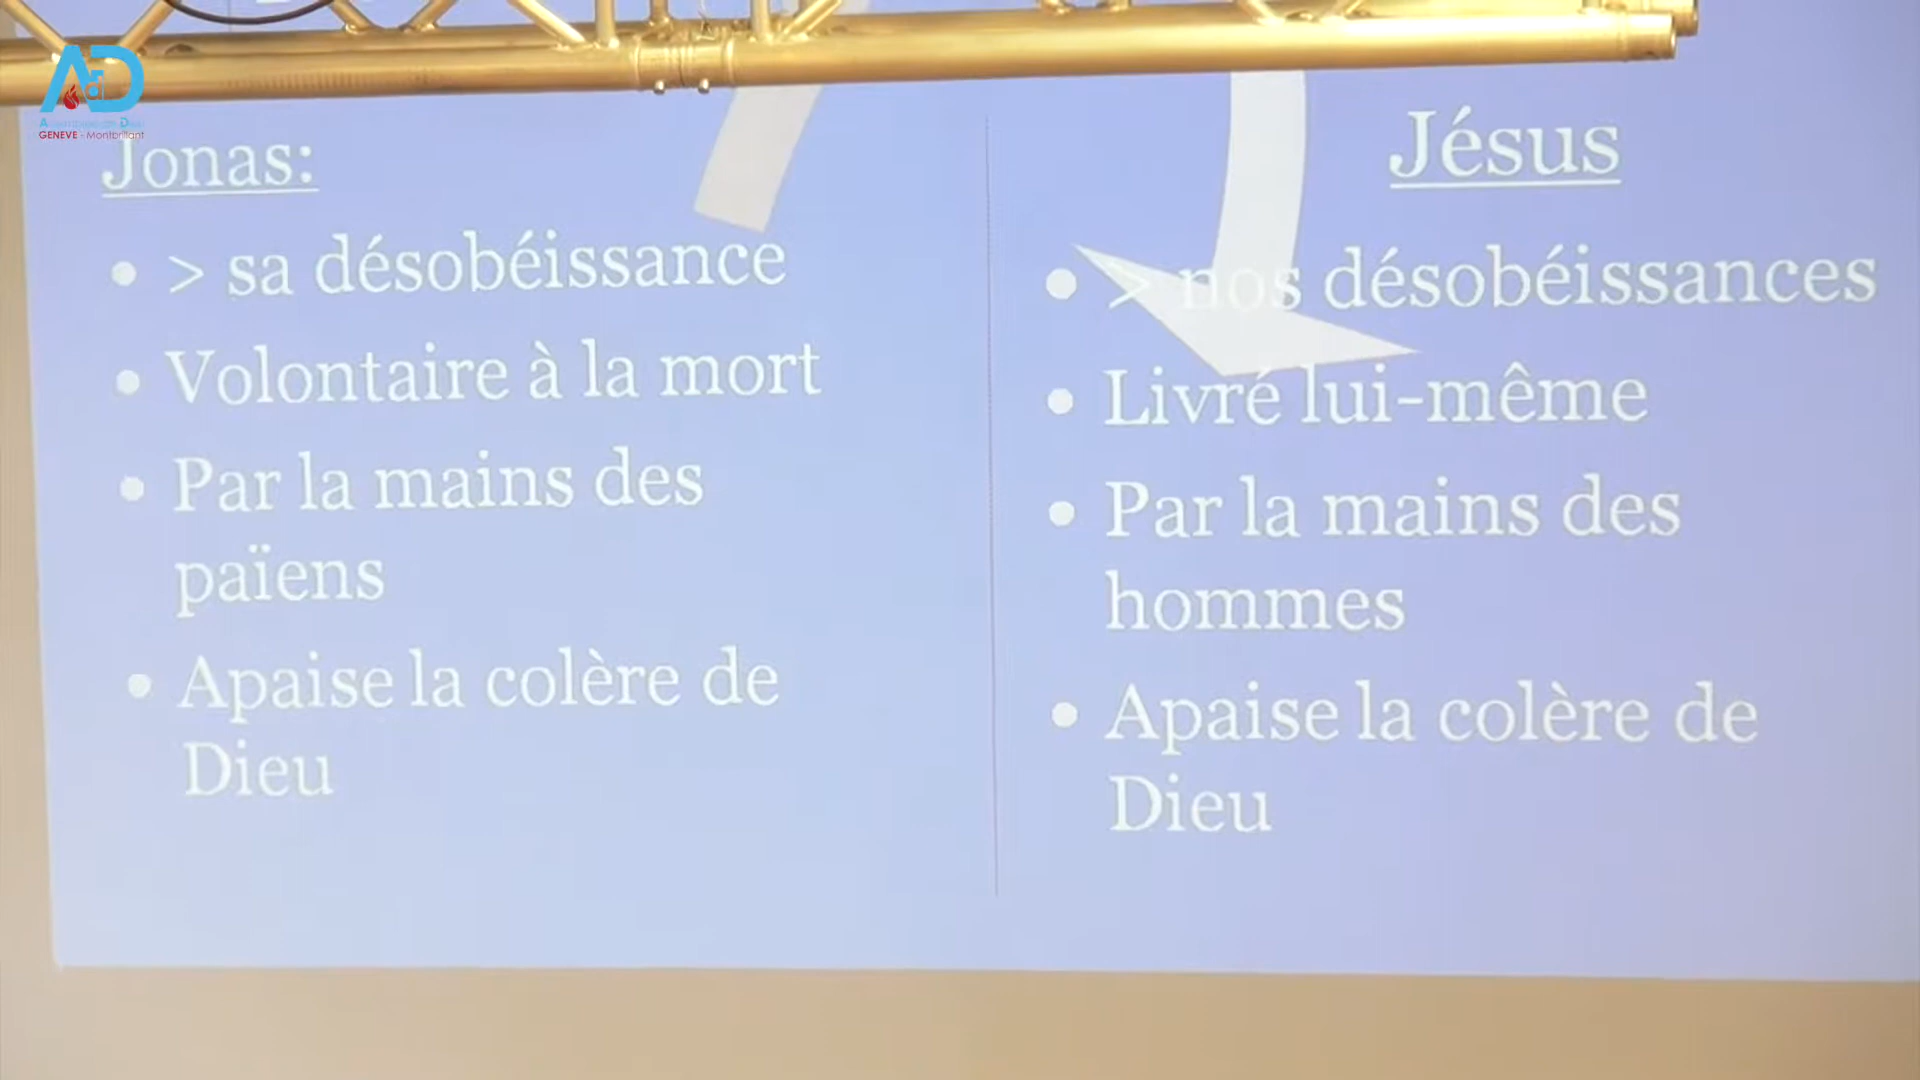 GENEVE - Montbrillant
Jonas:
• > sa désobéissance
• Volontaire à la mort
• Par la mains des
païens
• Apaise la colère de
Dieu
Jésus
• > nos désobéissances
• Livré lui-même
• Par la mains des
hommes
• Apaise la colère de
Dieu